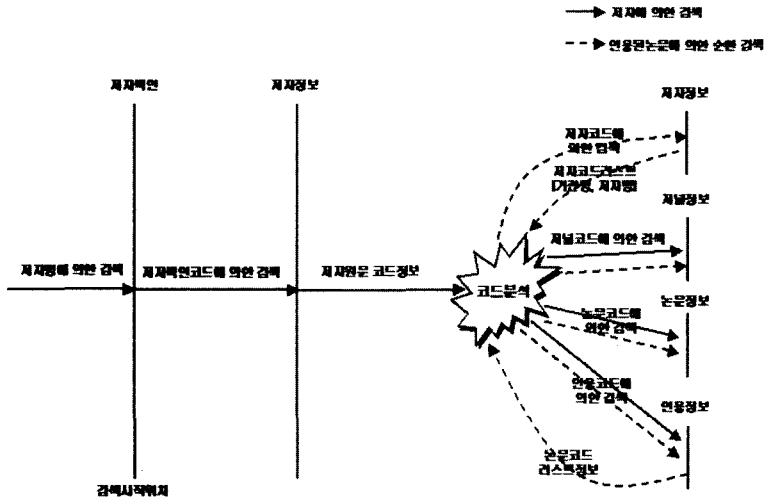 저자에 의한 검색
인용된논문에 의한 순환 검색
저자색인
저자정보
저자정보
저자코드에
의한 검색
저자코드리스트
(기관명, 저자명)
저널정보
저널코드에 의한 검색
저자명에 의한 검색
저자색인코드에 의한 검색
저자원문 코드정보
코드분석
논문정보
논문코드에
의한 검색
인용코드에
의한 검색
인용정보
논문코드
리스트정보
검색시작위치